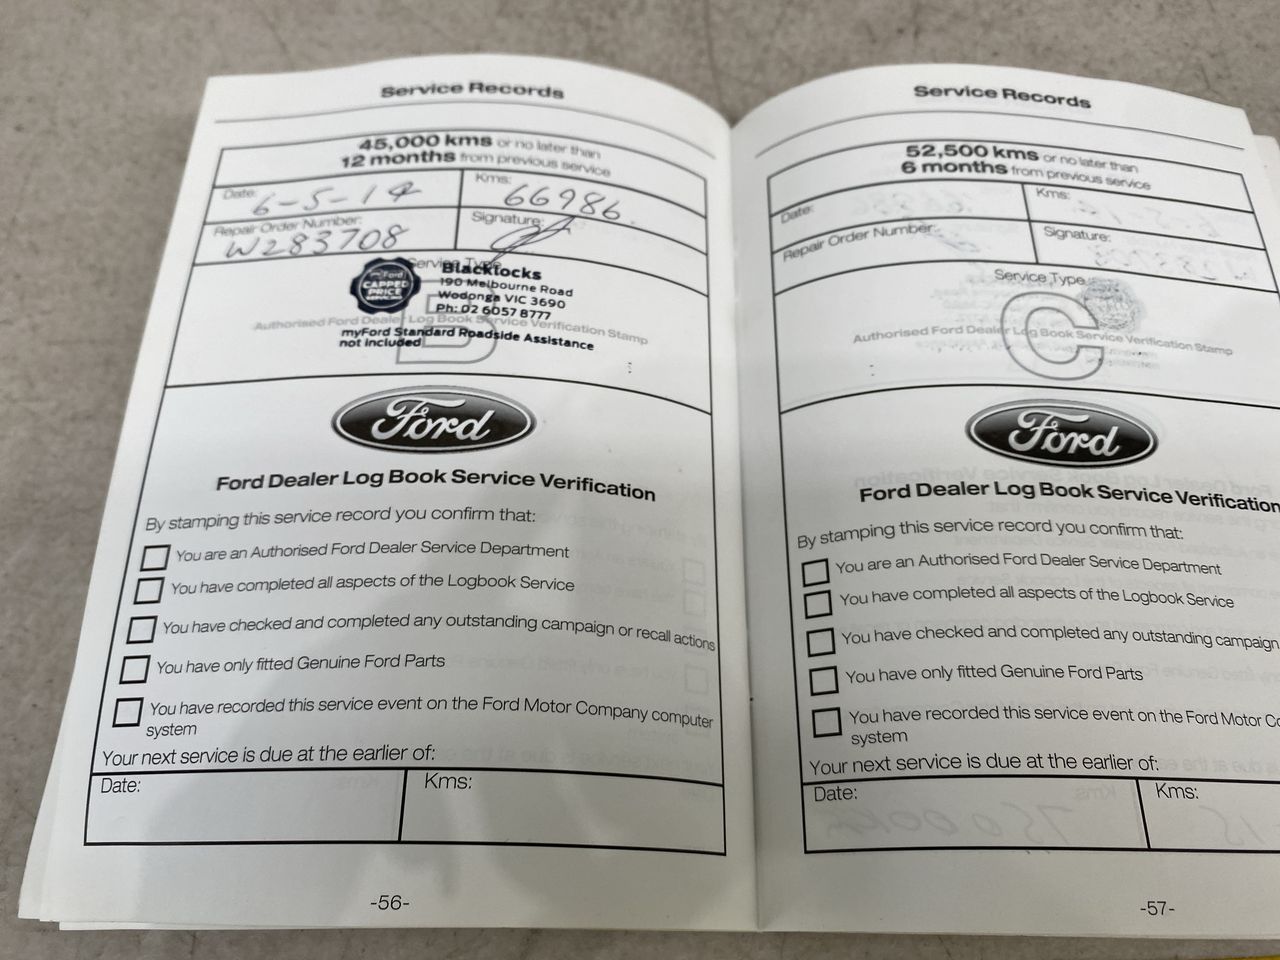 Service Records
45,000 kms or no later than
12 months from previous service
Date: 6-5-14
Kms: 66986.
Repair Order Number: W283708
Signature:
Service Type
Ford
CAPPED
PRICE
SERVICING
Blacklocks
190 Melbourne Road
Wodonga VIC 3690
Ph: 02 6057 8777
B
Authorised Ford Dealer Log Book Service Verification Stamp
myFord Standard Roadside Assistance
not included
Ford
Ford Dealer Log Book Service Verification
By stamping this service record you confirm that:
You are an Authorised Ford Dealer Service Department
You have completed all aspects of the Logbook Service
You have checked and completed any outstanding campaign or recall actions
You have only fitted Genuine Ford Parts
You have recorded this service event on the Ford Motor Company computer
system
Your next service is due at the earlier of:
Date:
Kms:
-56-
Service Records
52,500 kms or no later than
6 months from previous service
Date:
Kms:
Repair Order Number:
Signature:
Service Type
C
Authorised Ford Dealer Log Book Service Verification Stamp
Ford
Ford Dealer Log Book Service Verification
By stamping this service record you confirm that:
You are an Authorised Ford Dealer Service Department
You have completed all aspects of the Logbook Service
You have checked and completed any outstanding campaign
You have only fitted Genuine Ford Parts
You have recorded this service event on the Ford Motor Co
system
Your next service is due at the earlier of:
Date:
Kms:
-57-